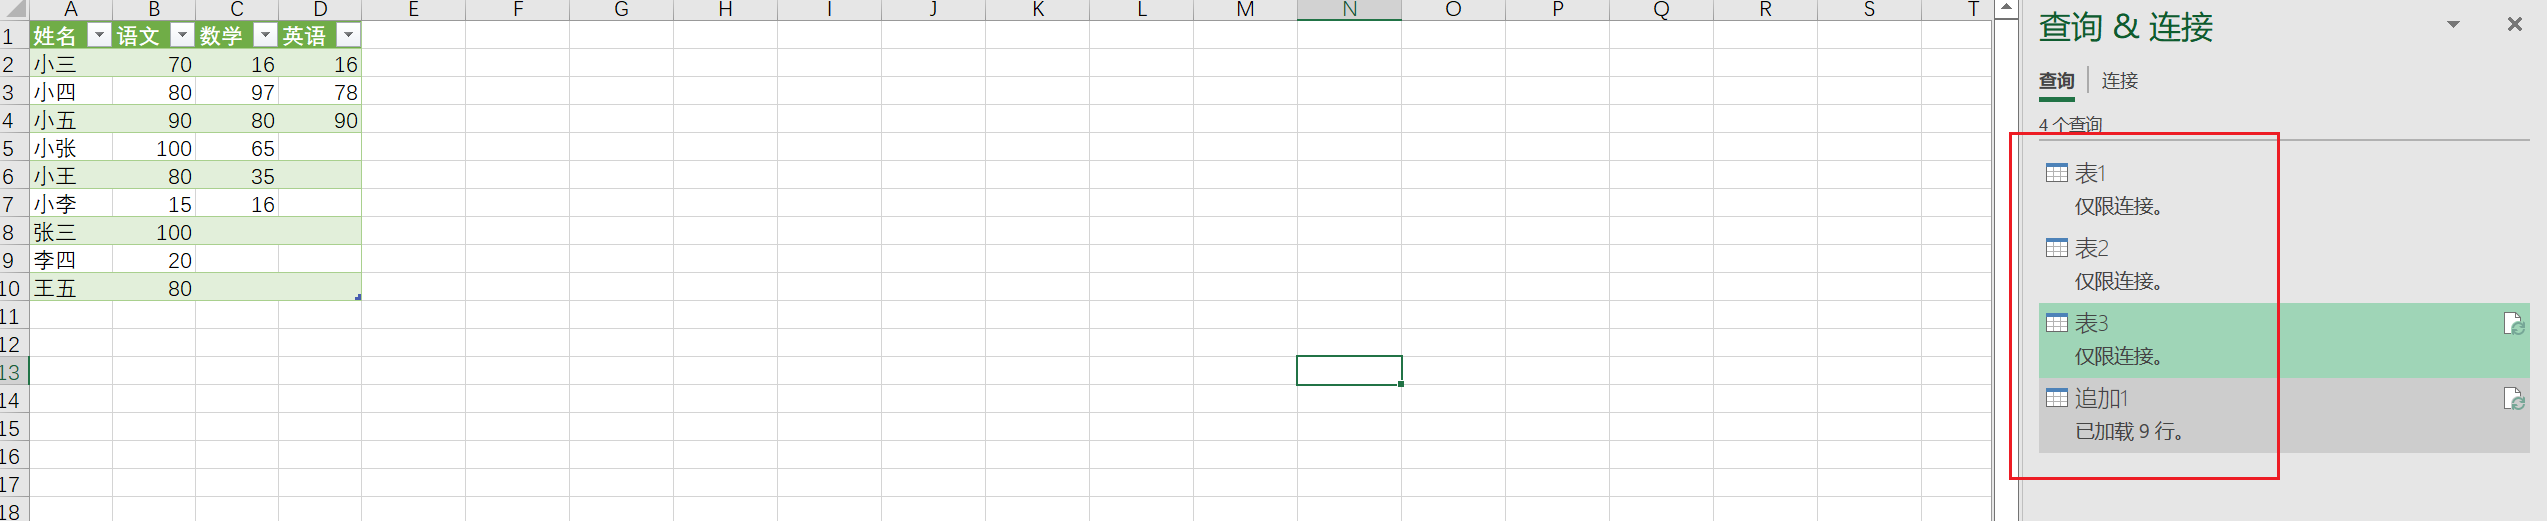 A B C D E F G H I J K L M N O P Q R S T
1 姓名 语文 数学 英语
2 小三 70 16 16
3 小四 80 97 78
4 小五 90 80 90
5 小张 100 65
6 小王 80 35
7 小李 15 16
8 张三 100
9 李四 20
10 王五 80
11
12
13
14
15
16
17
18
查询 & 连接
查询 连接
4 个查询
表1
仅限连接。
表2
仅限连接。
表3
仅限连接。
追加1
已加载 9 行。